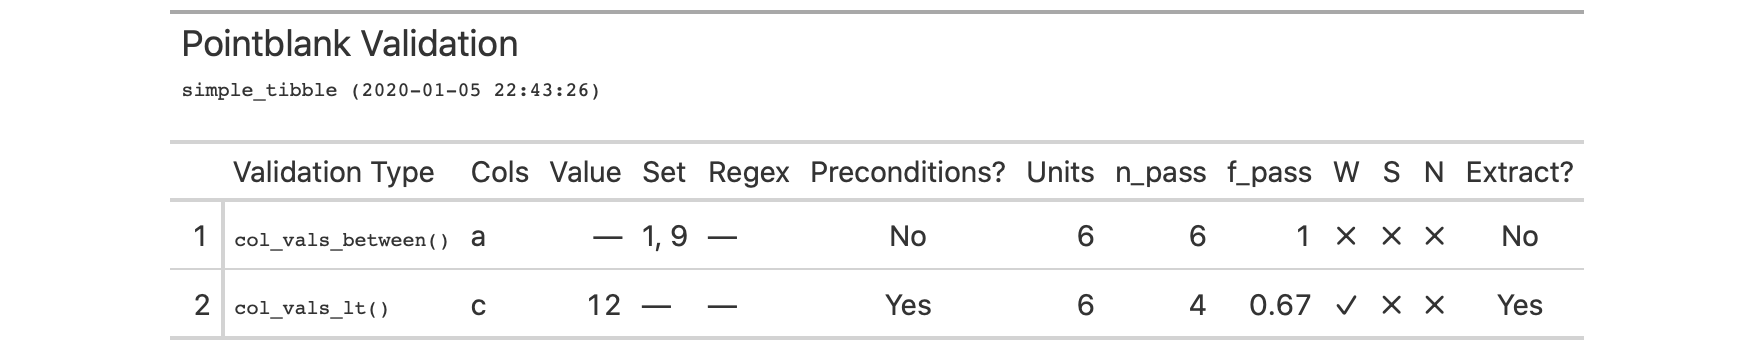 Pointblank Validation
simple_tibble (2020-01-05 22:43:26)
Validation Type Cols Value Set Regex Preconditions? Units n_pass f_pass W S N Extract?
1 col_vals_between() a — 1, 9 — No 6 6 1 ✕ ✕ ✕ No
2 col_vals_lt() c 12 — — Yes 6 4 0.67 ✓ ✕ ✕ Yes